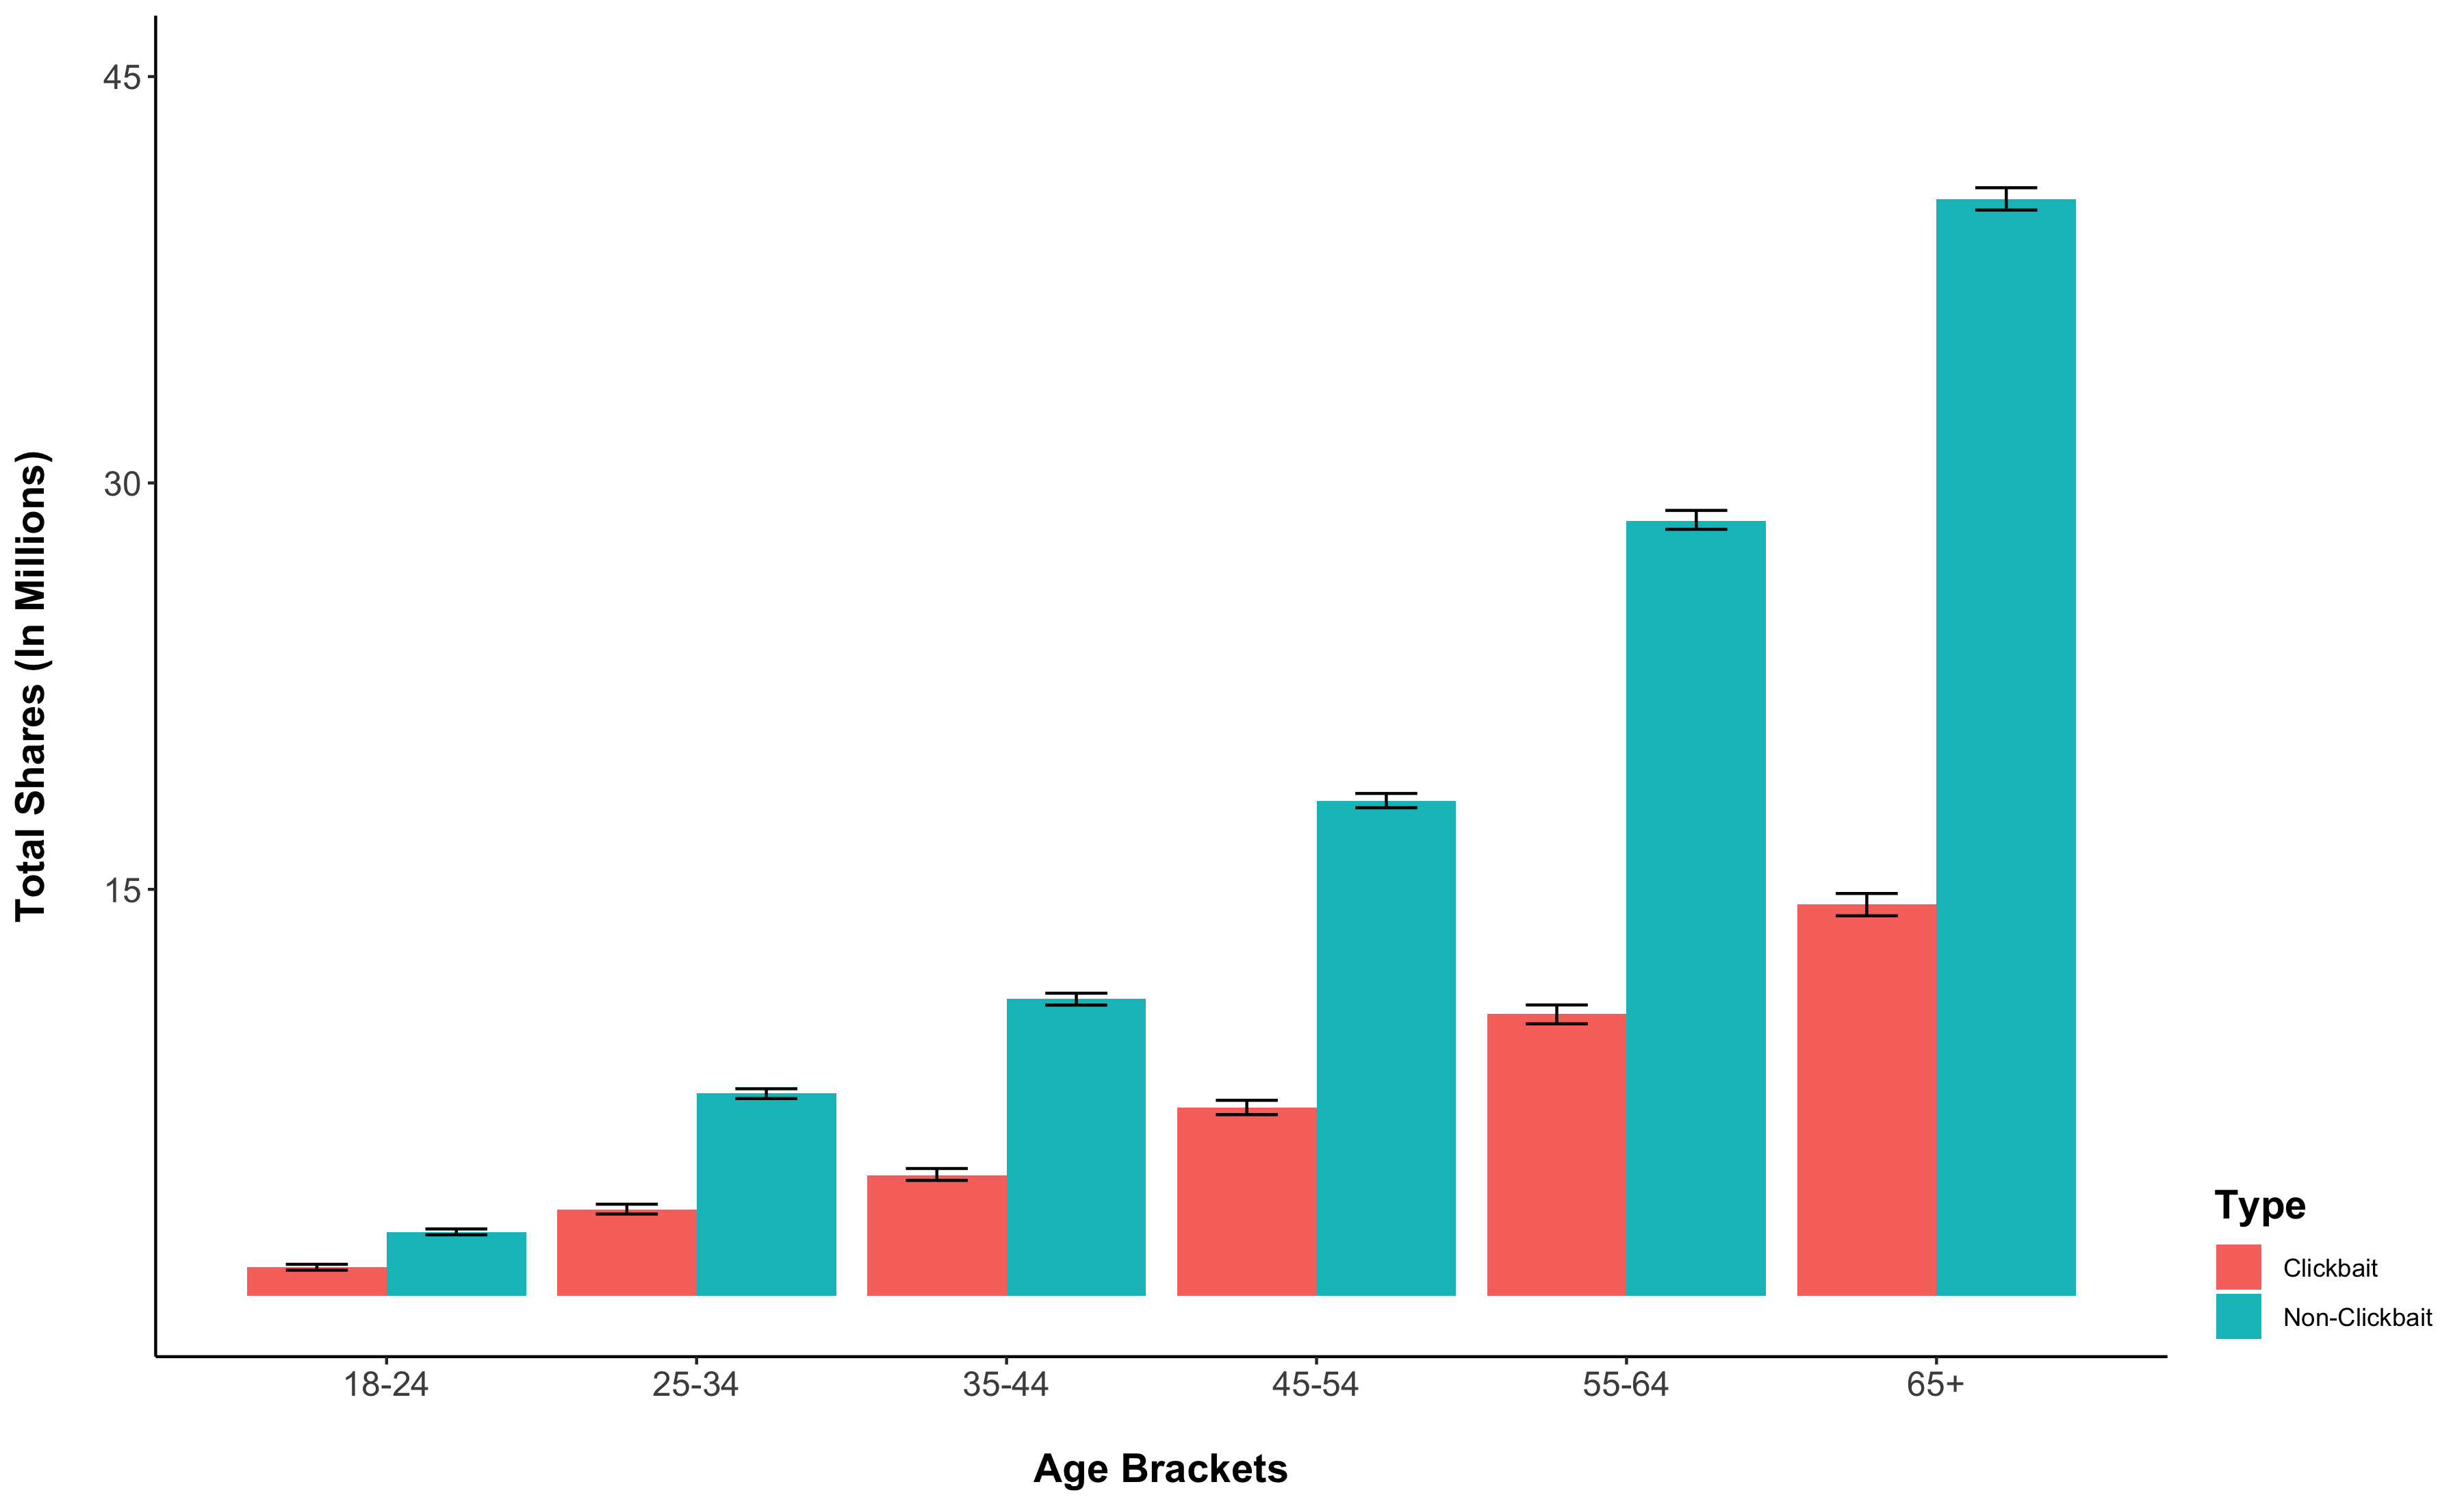 Total Shares (In Millions)
45
30
15
18-24 25-34 35-44 45-54 55-64 65+
Age Brackets
Type
Clickbait
Non-Clickbait